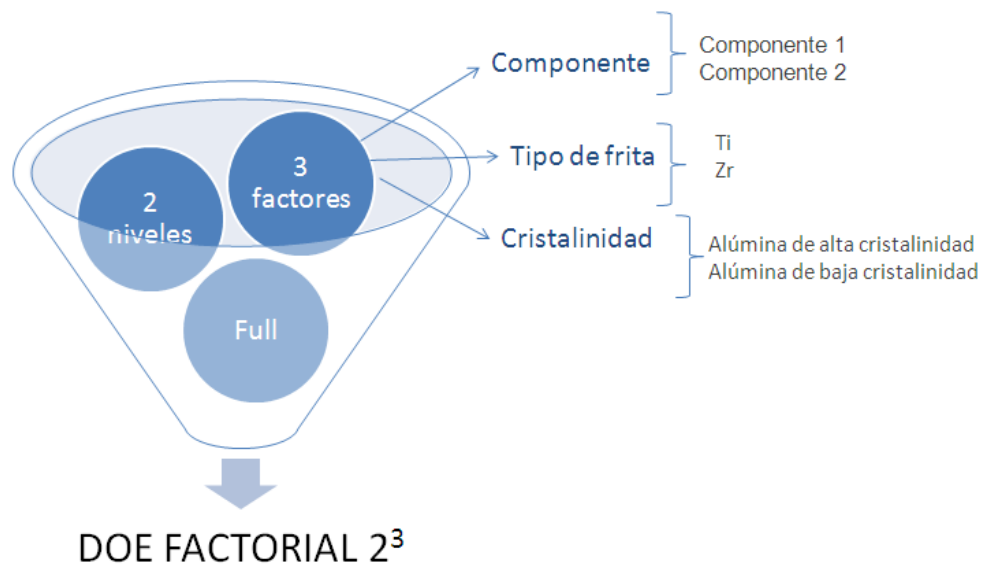 Componente
Componente 1
Componente 2
Tipo de frita
Ti
Zr
Cristalinidad
Alúmina de alta cristalinidad
Alúmina de baja cristalinidad
3
factores
2
niveles
Full
DOE FACTORIAL 2³